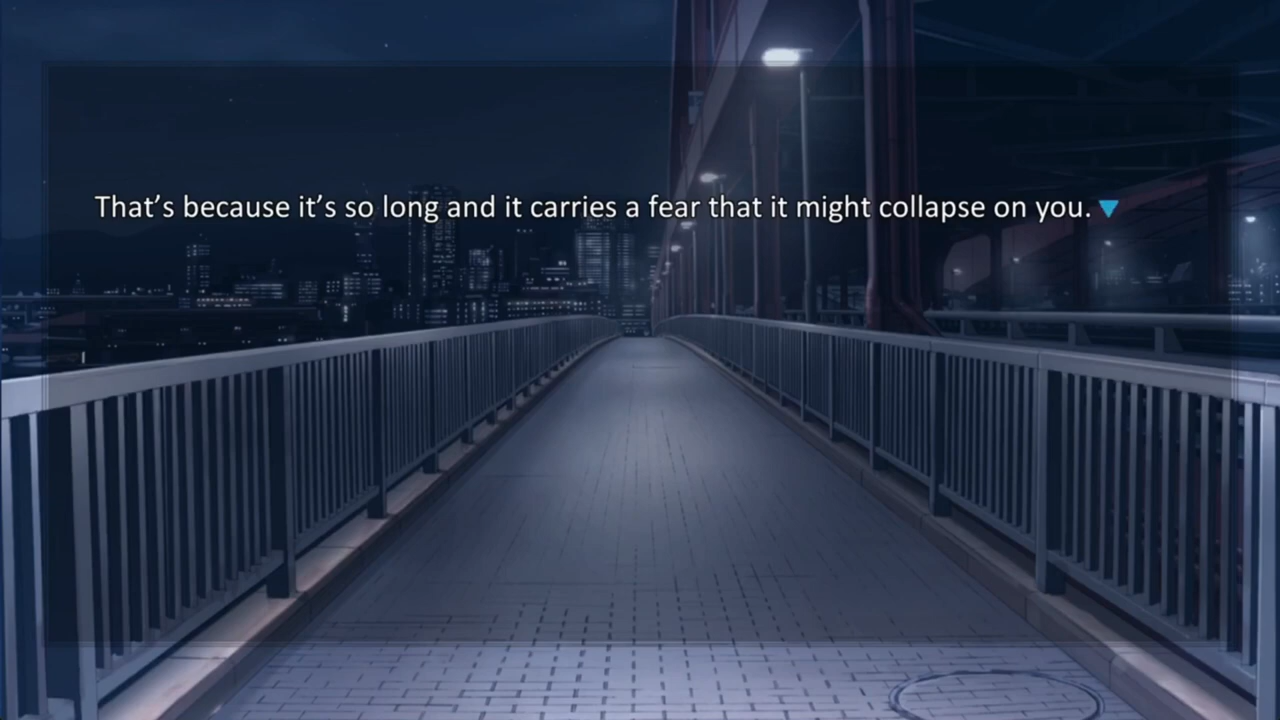 That’s because it’s so long and it carries a fear that it might collapse on you.